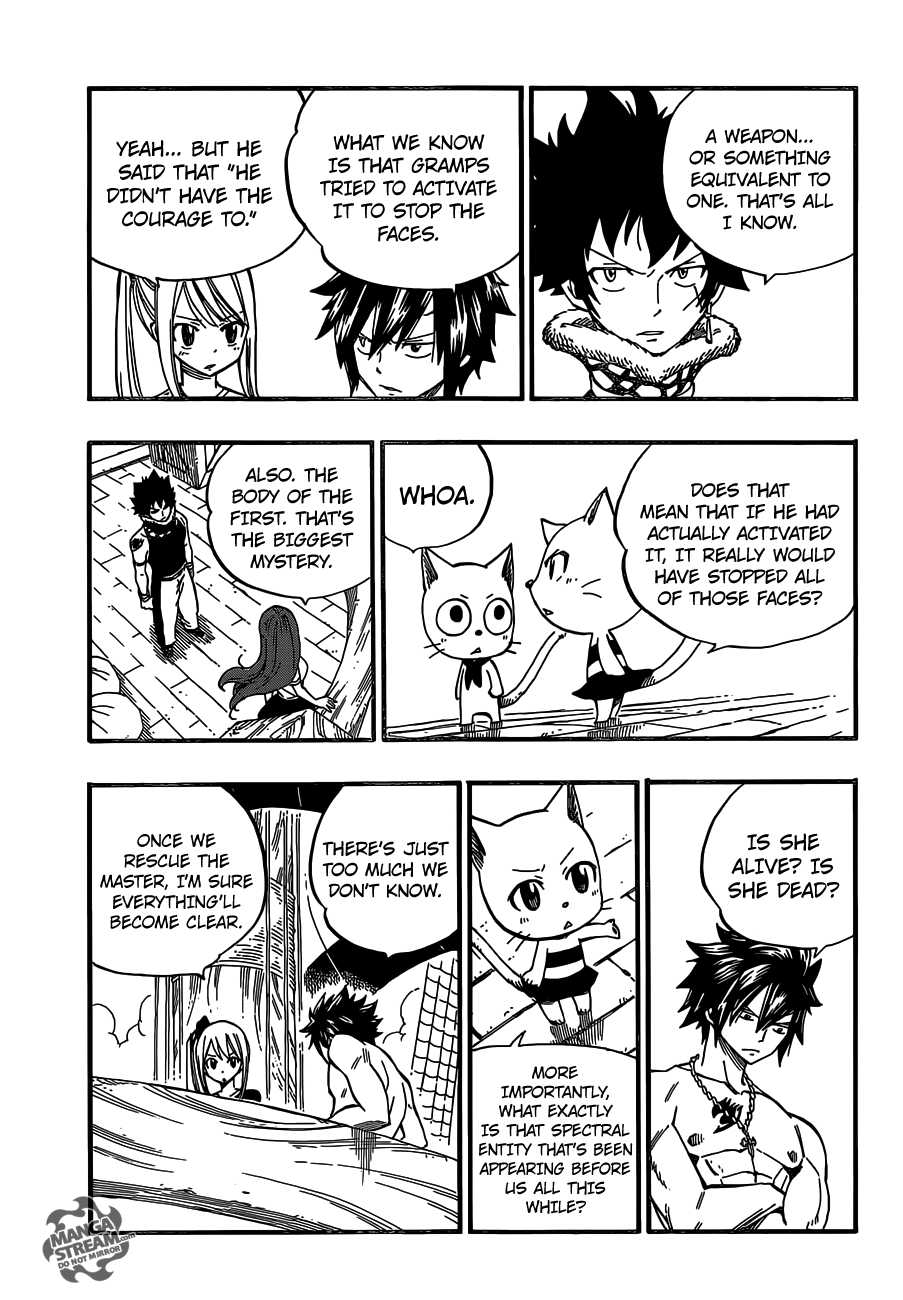 A WEAPON...
OR SOMETHING
EQUIVALENT TO
ONE. THAT'S ALL
I KNOW.
WHAT WE KNOW
IS THAT GRAMPS
TRIED TO ACTIVATE
IT TO STOP THE
FACES.
YEAH... BUT HE
SAID THAT "HE
DIDN'T HAVE THE
COURAGE TO."
DOES THAT
MEAN THAT IF HE HAD
ACTUALLY ACTIVATED
IT, IT REALLY WOULD
HAVE STOPPED ALL
OF THOSE FACES?
WHOA.
ALSO. THE
BODY OF THE
FIRST. THAT'S
THE BIGGEST
MYSTERY.
IS SHE
ALIVE? IS
SHE DEAD?
MORE
IMPORTANTLY,
WHAT EXACTLY
IS THAT SPECTRAL
ENTITY THAT'S BEEN
APPEARING BEFORE
US ALL THIS
WHILE?
THERE'S JUST
TOO MUCH WE
DON'T KNOW.
ONCE WE
RESCUE THE
MASTER, I'M SURE
EVERYTHING'LL
BECOME CLEAR.
MANGA
STREAM.com
DO NOT MIRROR